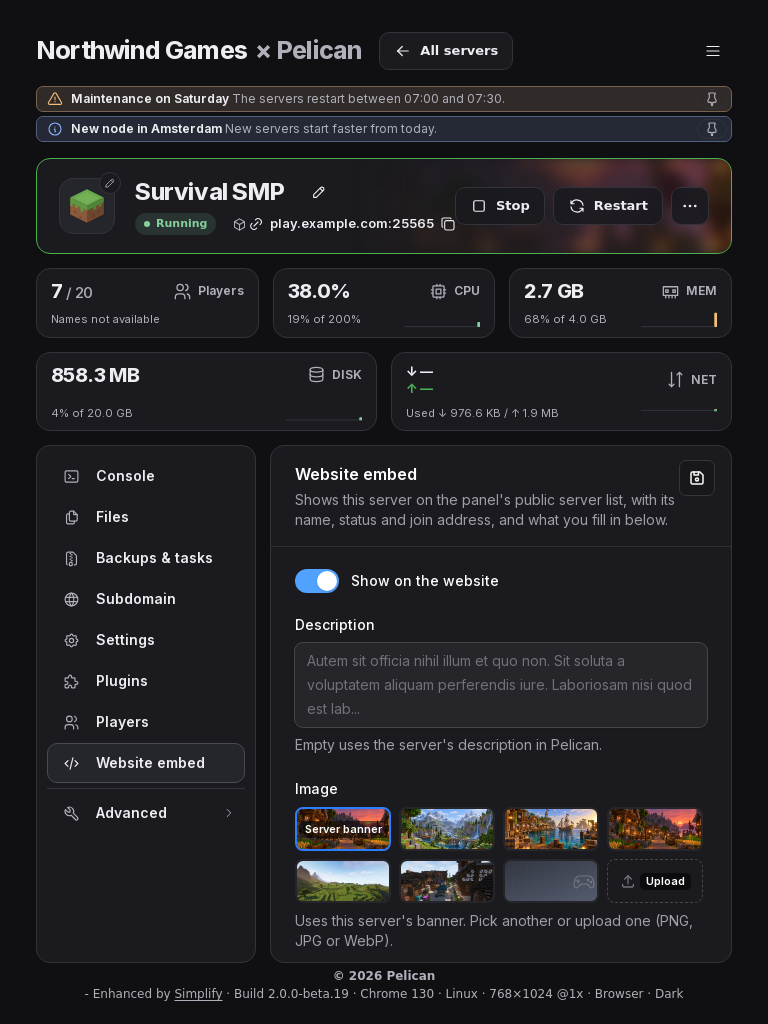 Northwind Games × Pelican
All servers
Maintenance on Saturday The servers restart between 07:00 and 07:30.
New node in Amsterdam New servers start faster from today.
Survival SMP
Running
play.example.com:25565
Stop
Restart
7 / 20
Players
Names not available
38.0%
CPU
19% of 200%
2.7 GB
MEM
68% of 4.0 GB
858.3 MB
DISK
4% of 20.0 GB
↓ —
↑ —
NET
Used ↓ 976.6 KB / ↑ 1.9 MB
Console
Files
Backups & tasks
Subdomain
Settings
Plugins
Players
Website embed
Advanced
Website embed
Shows this server on the panel's public server list, with its
name, status and join address, and what you fill in below.
Show on the website
Description
Autem sit officia nihil illum et quo non. Sit soluta a
voluptatem aliquam perferendis iure. Laboriosam nisi quod
est lab...
Empty uses the server's description in Pelican.
Image
Server banner
Upload
Uses this server's banner. Pick another or upload one (PNG,
JPG or WebP).
© 2026 Pelican
- Enhanced by Simplify · Build 2.0.0-beta.19 · Chrome 130 · Linux · 768×1024 @1x · Browser · Dark